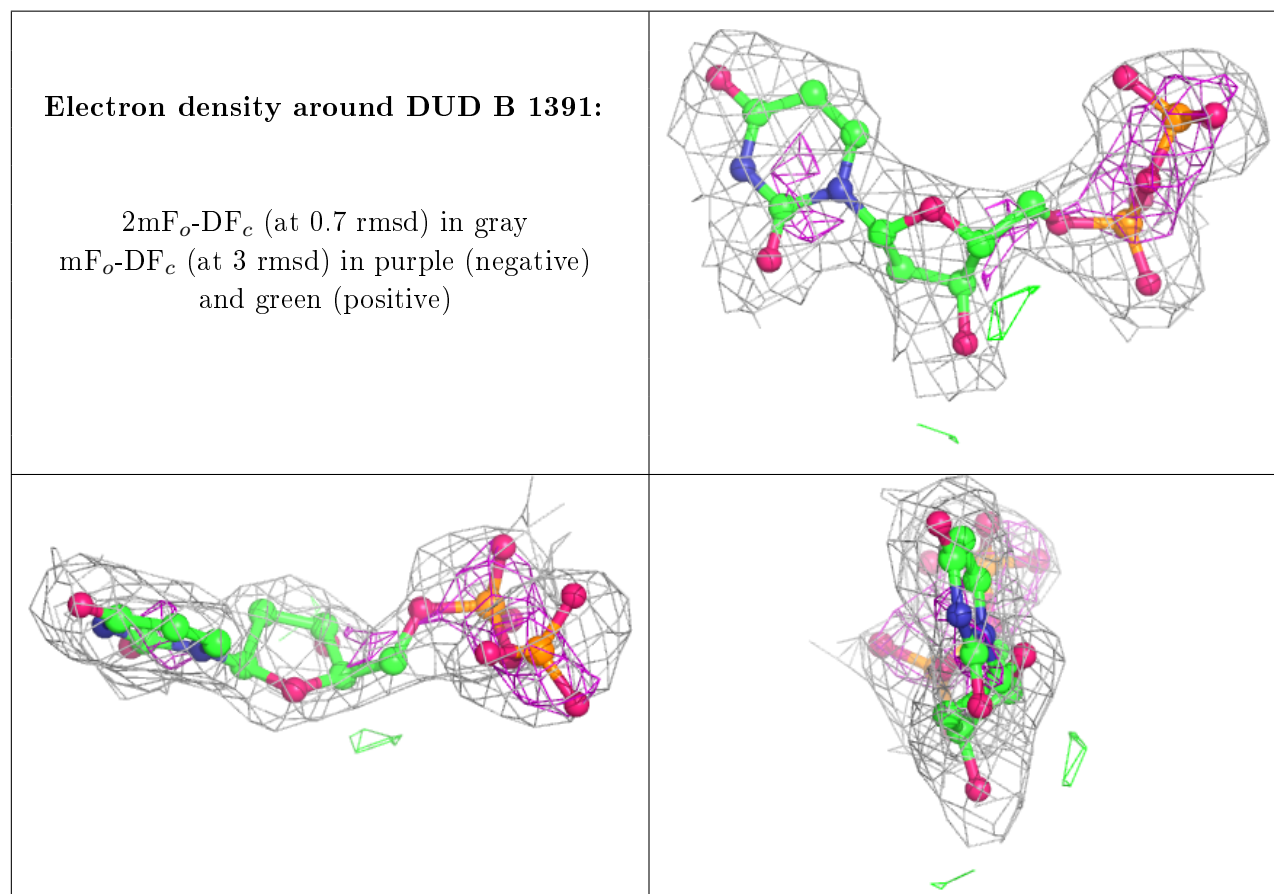 Electron density around DUD B 1391:
2mFo-DFc (at 0.7 rmsd) in gray
mFo-DFc (at 3 rmsd) in purple (negative)
and green (positive)